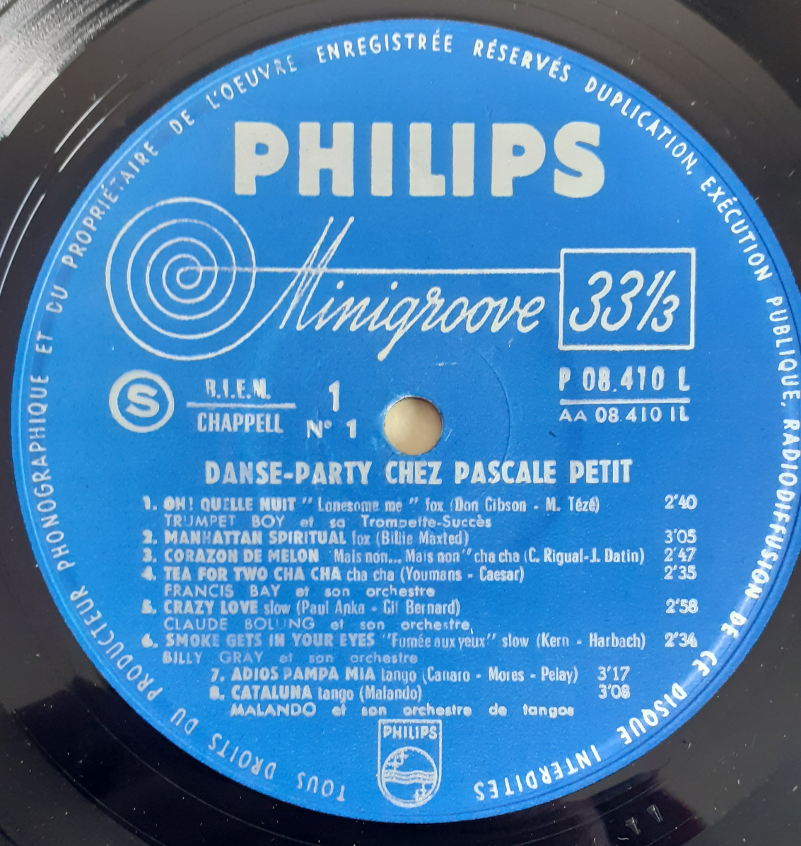 TOUS DROITS DU PRODUCTEUR PHONOGRAPHIQUE ET DU PROPRIÉTAIRE DE L'OEUVRE ENREGISTRÉE RÉSERVÉS DUPLICATION, EXÉCUTION PUBLIQUE, RADIODIFFUSION DE CE DISQUE INTERDITES
PHILIPS
Minigroove 33 1/3
S B.I.E.M. 1 P 08.410 L
CHAPPELL N° 1 AA 08.410 1L
DANSE-PARTY CHEZ PASCALE PETIT
1. OH! QUELLE NUIT "Lonesome me" fox (Don Gibson - M. Tézé) 2'40
TRUMPET BOY et sa Trompette-Succès
2. MANHATTAN SPIRITUAL fox (Billie Maxted) 3'05
3. CORAZON DE MELON "Mais non... Mais non" cha cha (C. Rigual-J. Datin) 2'47
4. TEA FOR TWO CHA CHA cha cha (Youmans - Caesar) 2'35
FRANCIS BAY et son orchestre
5. CRAZY LOVE slow (Paul Anka - Gil Bernard) 2'58
CLAUDE BOLLING et son orchestre
6. SMOKE GETS IN YOUR EYES "Fumée aux yeux" slow (Kern - Harbach) 2'34
BILLY GRAY et son orchestre
7. ADIOS PAMPA MIA tango (Canaro - Mores - Pelay) 3'17
8. CATALUNA tango (Malando) 3'08
MALANDO et son orchestre de tangos
PHILIPS